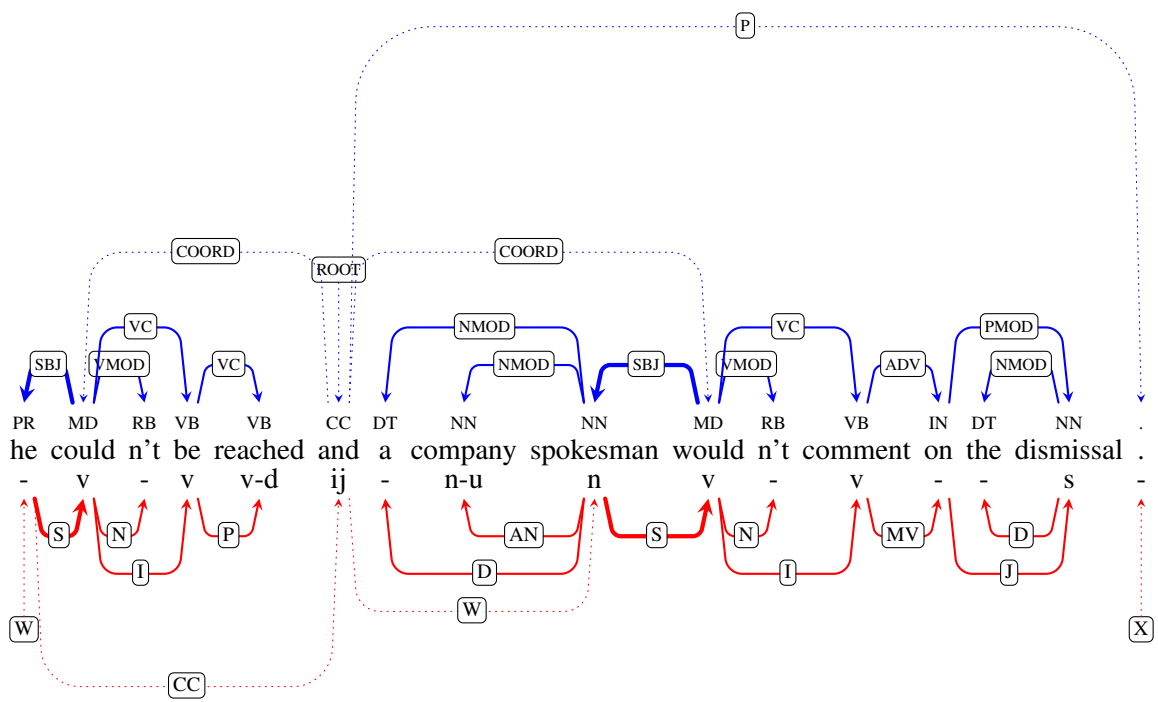 P
COORD COORD
ROOT
VC NMOD VC PMOD
SBJ VMOD VC NMOD SBJ VMOD ADV NMOD
PR MD RB VB VB CC DT NN NN MD RB VB IN DT NN .
he could n't be reached and a company spokesman would n't comment on the dismissal .
- v - v v-d ij - n-u n v - v - - s -
S N P AN S N MV D
I D I J
W
W X
CC